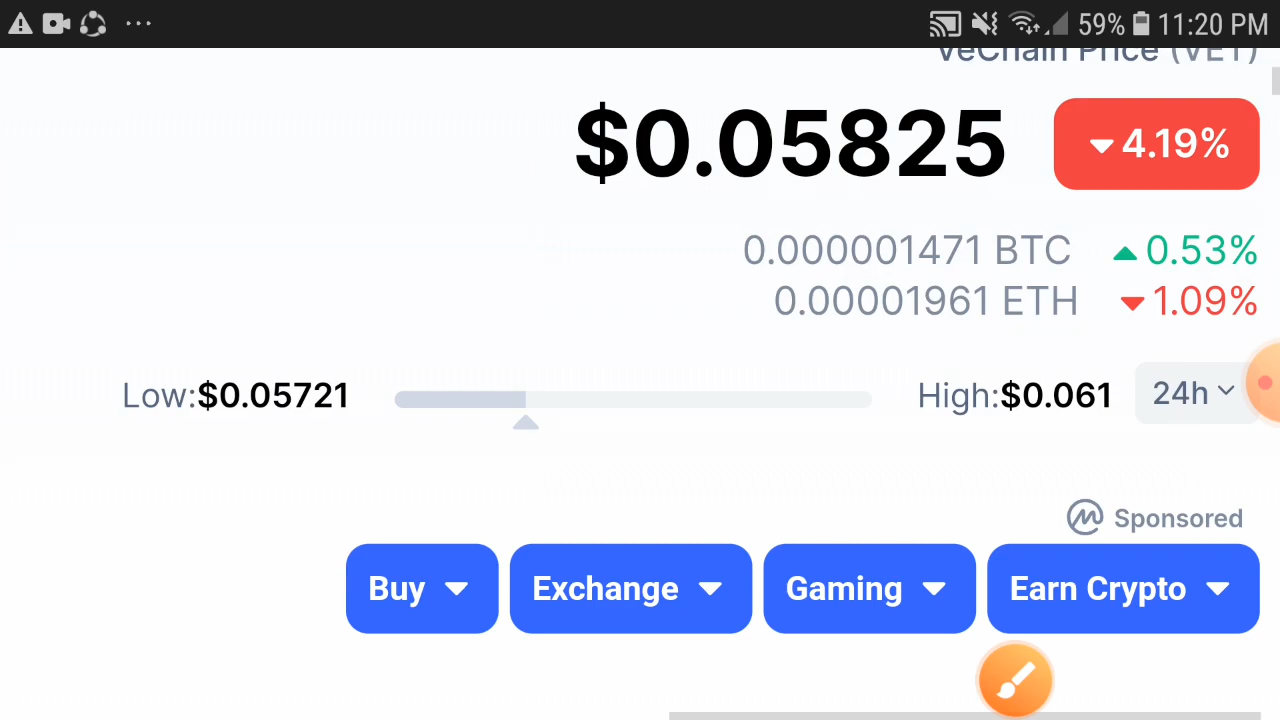 59% 11:20 PM
VeChain Price (VET)
$0.05825 4.19%
0.000001471 BTC 0.53%
0.00001961 ETH 1.09%
Low:$0.05721 High:$0.061 24h
Sponsored
Buy Exchange Gaming Earn Crypto